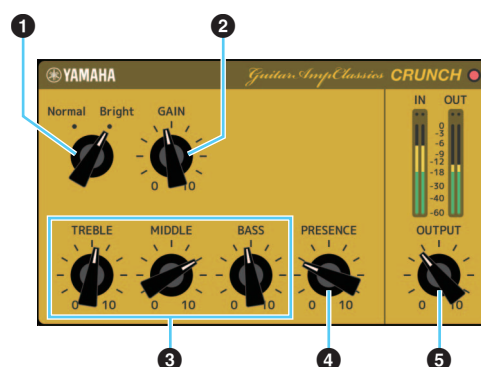 1 2
YAMAHA Guitar Amp Classics CRUNCH
Normal Bright GAIN IN OUT
0
-3
-6
-9
-12
-18
-30
-40
-60
0 10
TREBLE MIDDLE BASS PRESENCE OUTPUT
0 10 0 10 0 10 0 10 0 10
3 4 5